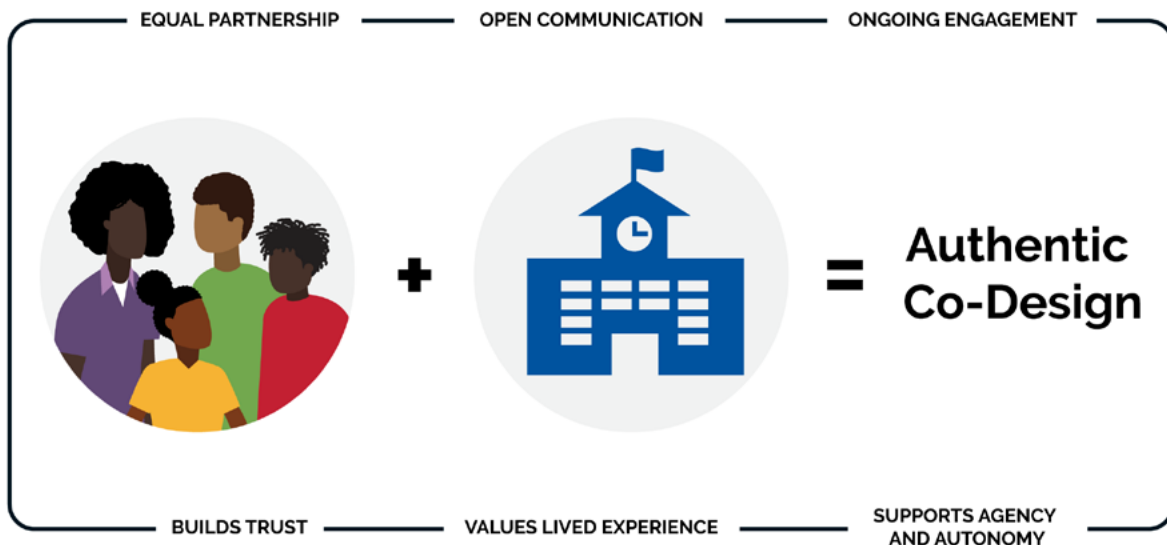 EQUAL PARTNERSHIP
OPEN COMMUNICATION
ONGOING ENGAGEMENT
+
=
Authentic
Co-Design
BUILDS TRUST
VALUES LIVED EXPERIENCE
SUPPORTS AGENCY
AND AUTONOMY